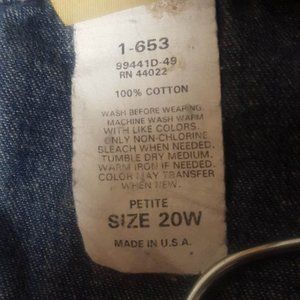 1-653
99441D-49
RN 44022
100% COTTON
WASH BEFORE WEARING.
MACHINE WASH WARM
WITH LIKE COLORS.
ONLY NON-CHLORINE
BLEACH WHEN NEEDED.
TUMBLE DRY MEDIUM.
WARM IRON IF NEEDED.
COLOR MAY TRANSFER
WHEN NEW.
PETITE
SIZE 20W
MADE IN U.S.A.